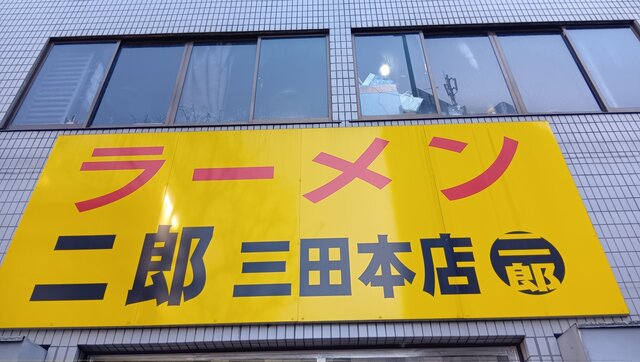 ラーメン
二郎 三田本店 二郎